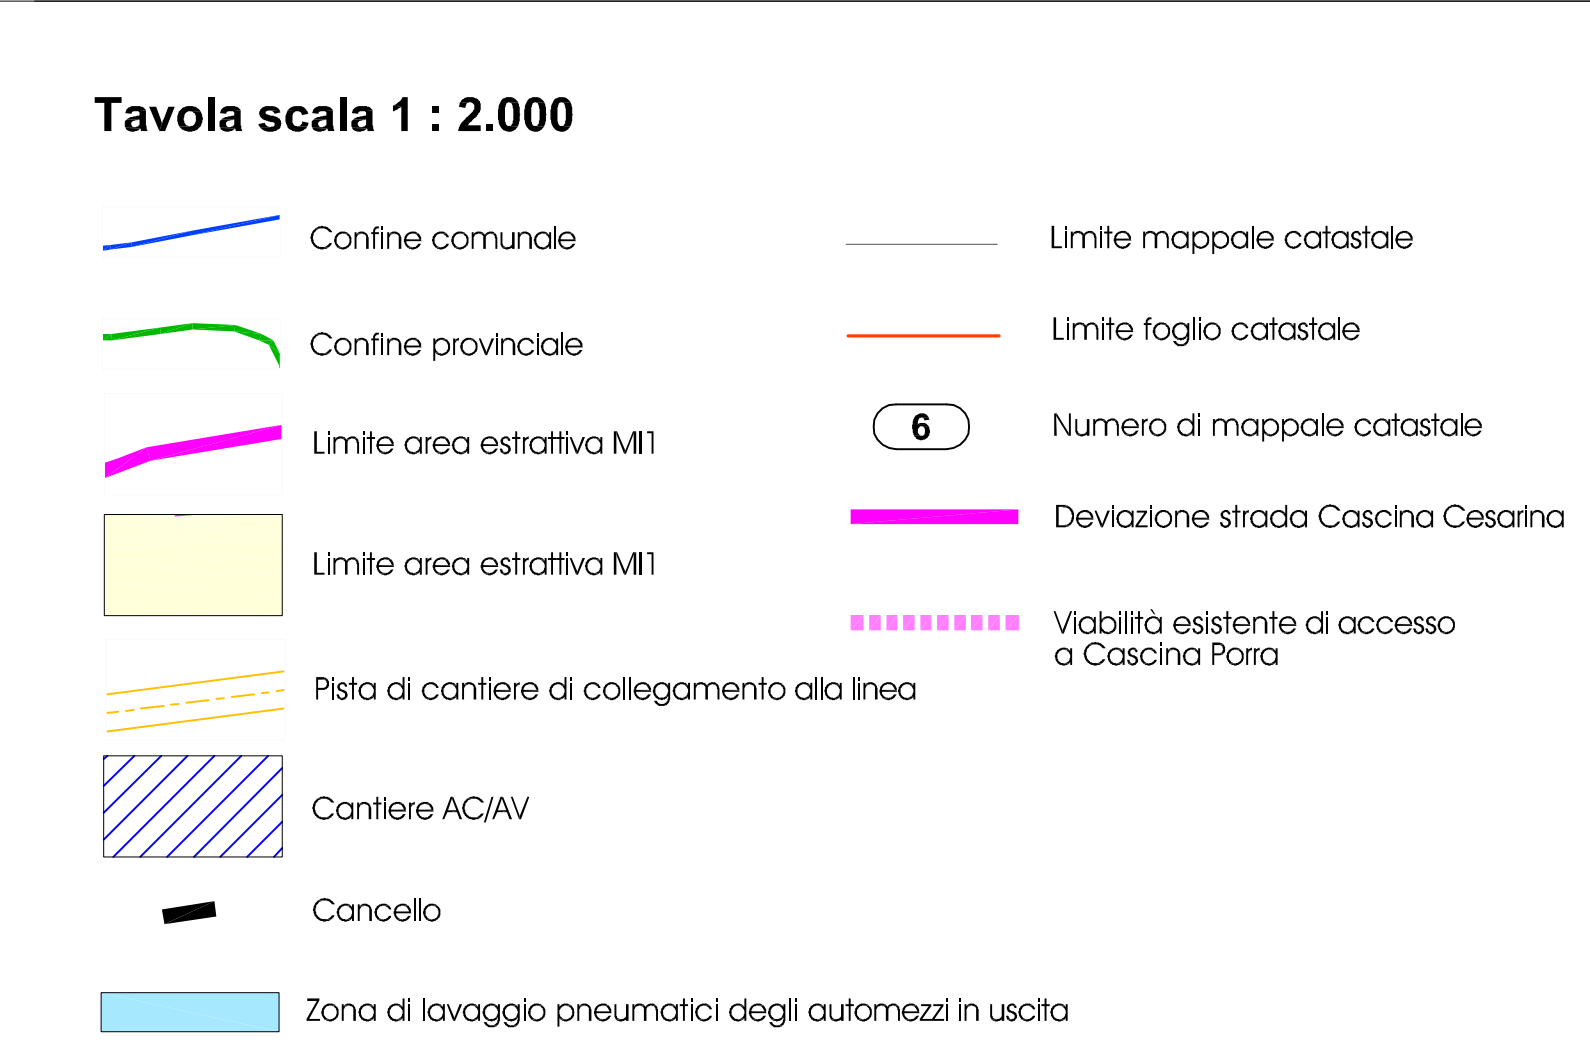 Tavola scala 1 : 2.000
Confine comunale
Confine provinciale
Limite area estrattiva MI1
Limite area estrattiva MI1
Pista di cantiere di collegamento alla linea
Cantiere AC/AV
Cancello
Zona di lavaggio pneumatici degli automezzi in uscita
Limite mappale catastale
Limite foglio catastale
6
Numero di mappale catastale
Deviazione strada Cascina Cesarina
Viabilità esistente di accesso
a Cascina Porra